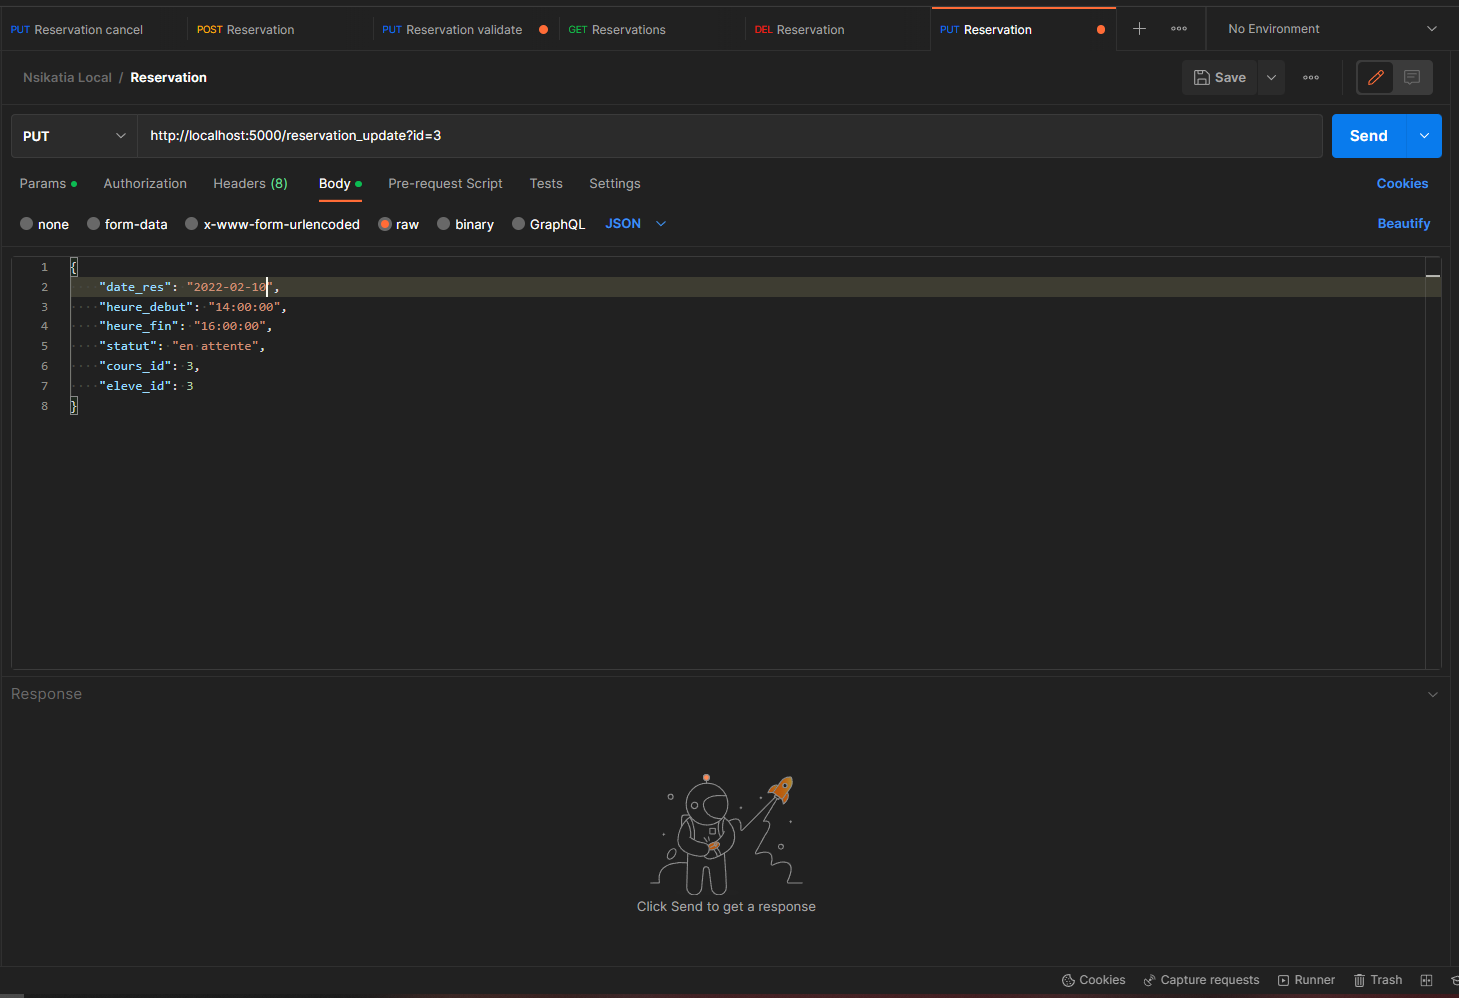 PUT Reservation cancel POST Reservation PUT Reservation validate GET Reservations DEL Reservation PUT Reservation No Environment
Nsikatia Local / Reservation Save
PUT http://localhost:5000/reservation_update?id=3 Send
Params Authorization Headers (8) Body Pre-request Script Tests Settings Cookies
none form-data x-www-form-urlencoded raw binary GraphQL JSON Beautify
1 {
2 "date_res": "2022-02-10",
3 "heure_debut": "14:00:00",
4 "heure_fin": "16:00:00",
5 "statut": "en attente",
6 "cours_id": 3,
7 "eleve_id": 3
8 }
Response
Click Send to get a response
Cookies Capture requests Runner Trash